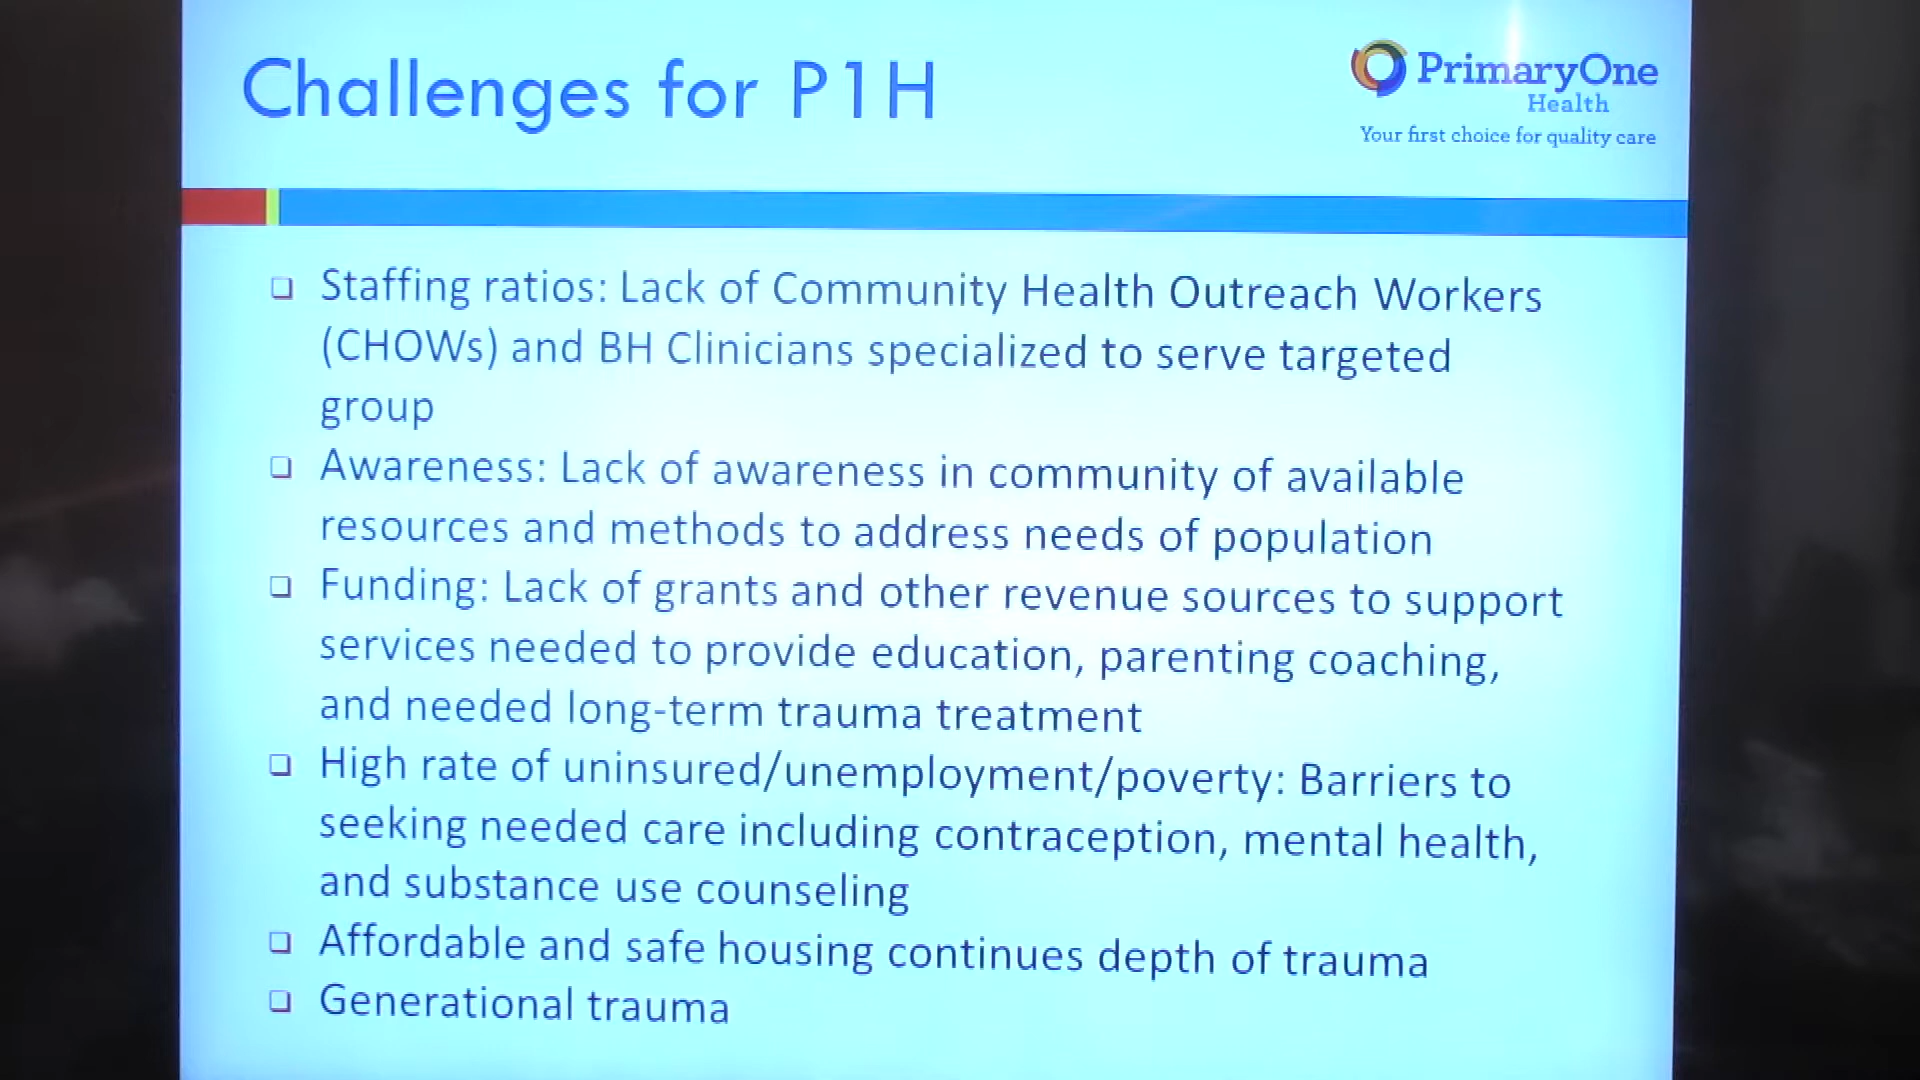 Challenges for P1H
PrimaryOne
Health
Your first choice for quality care
Staffing ratios: Lack of Community Health Outreach Workers
(CHOWs) and BH Clinicians specialized to serve targeted
group
Awareness: Lack of awareness in community of available
resources and methods to address needs of population
Funding: Lack of grants and other revenue sources to support
services needed to provide education, parenting coaching,
and needed long-term trauma treatment
High rate of uninsured/unemployment/poverty: Barriers to
seeking needed care including contraception, mental health,
and substance use counseling
Affordable and safe housing continues depth of trauma
Generational trauma